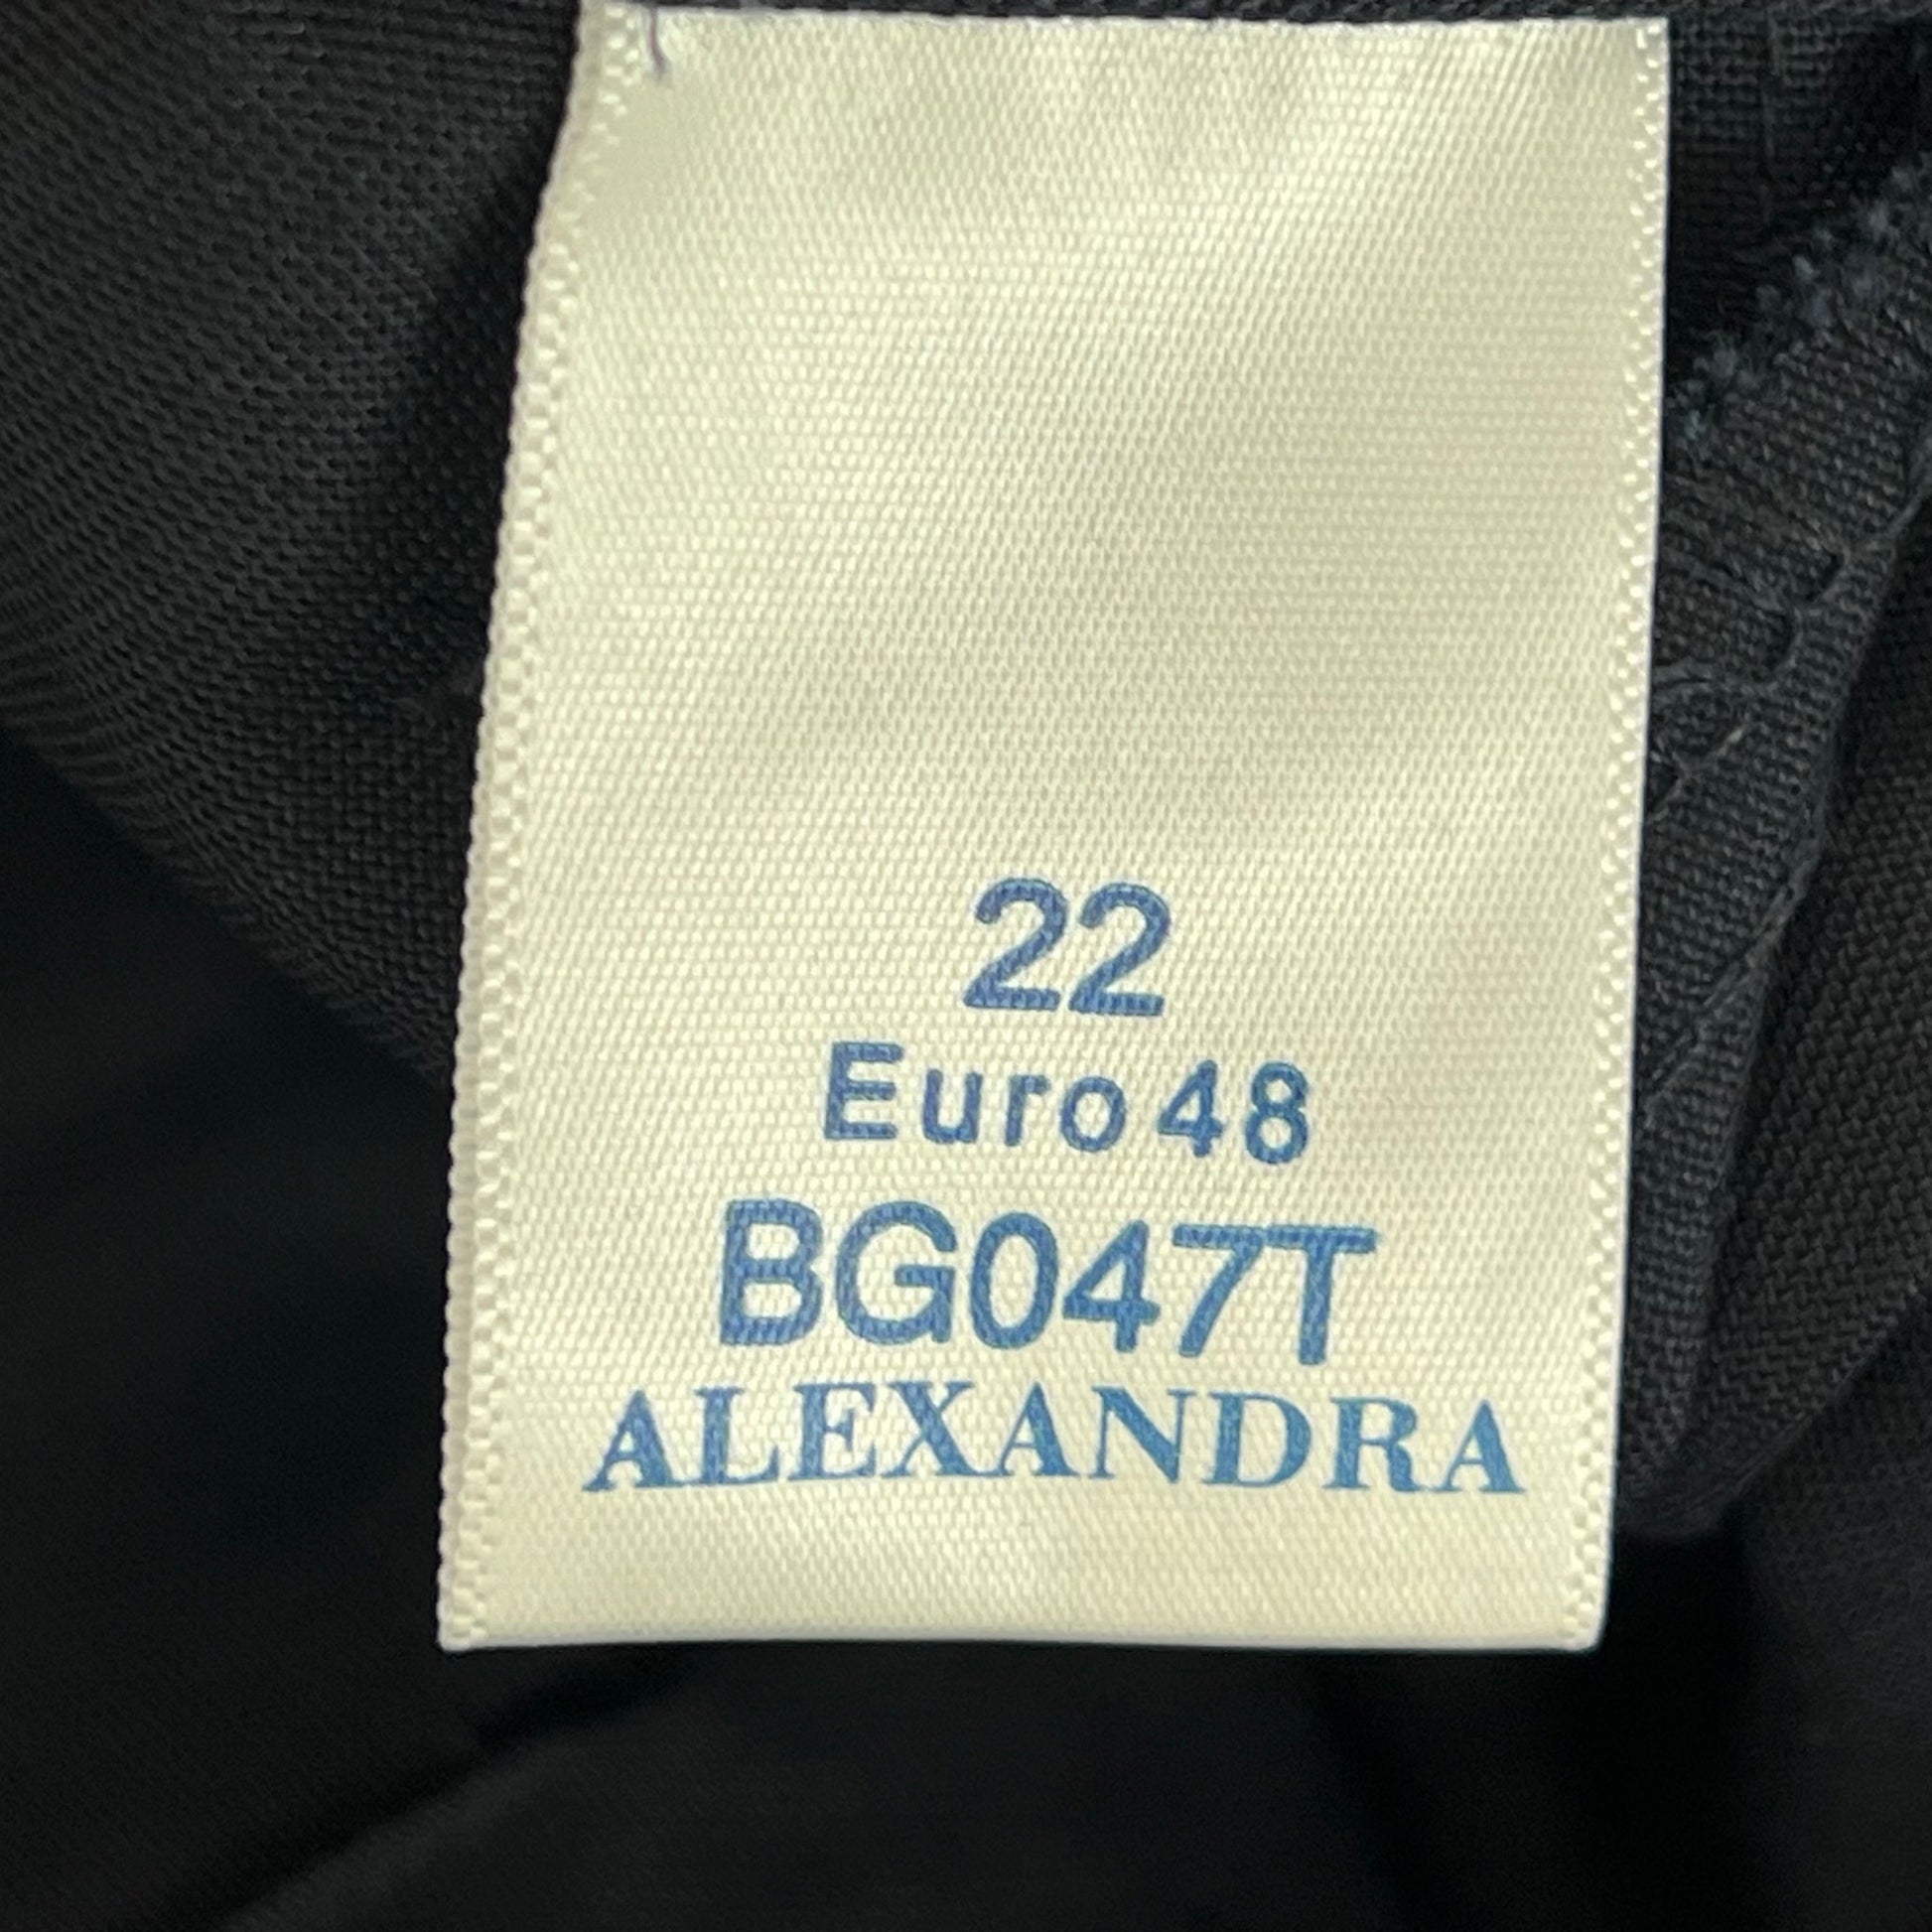 22
Euro 48
BG047T
ALEXANDRA